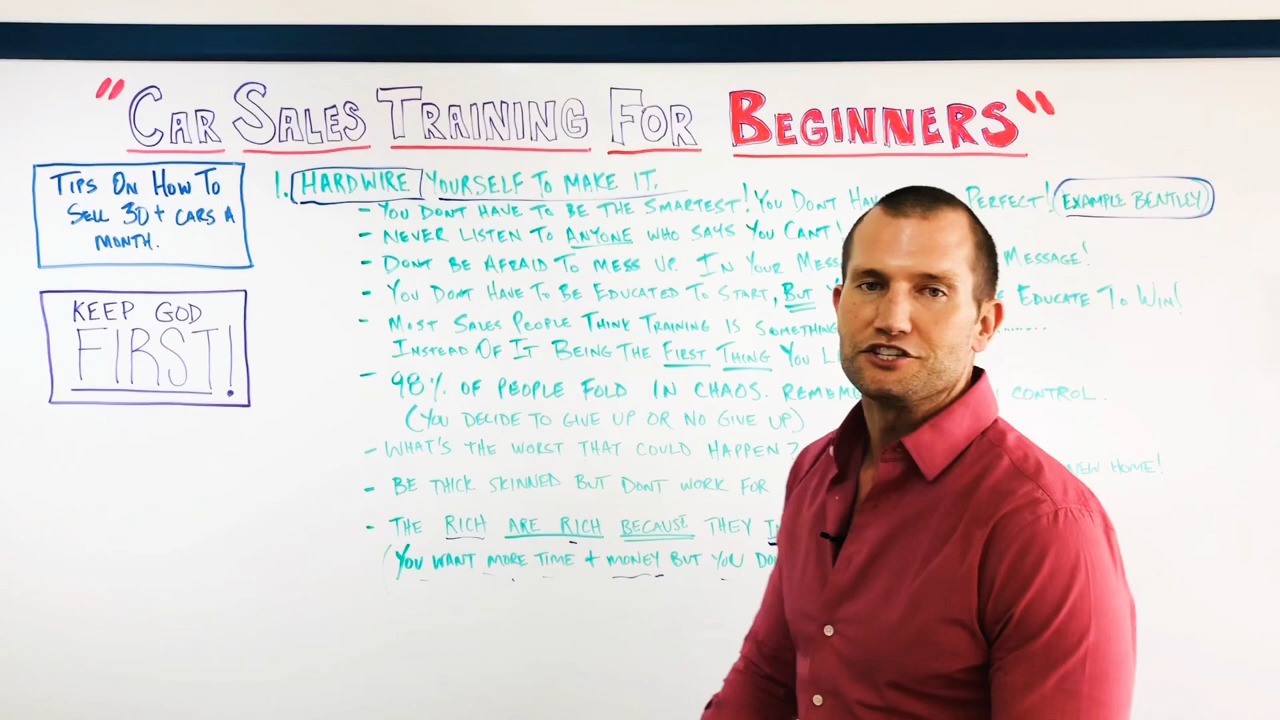 "CAR SALES TRAINING FOR BEGINNERS"
TIPS ON HOW TO
SELL 30+ CARS A
MONTH.
KEEP GOD
FIRST!
1. HARDWIRE YOURSELF TO MAKE IT.
- YOU DONT HAVE TO BE THE SMARTEST! YOU DONT PERFECT! (EXAMPLE BENTLEY)
- NEVER LISTEN TO ANYONE WHO SAYS YOU CANT!
- DONT BE AFRAID TO MESS UP. IN YOUR MESSAGE!
- YOU DONT HAVE TO BE EDUCATED TO START, BUT EDUCATE TO WIN!
- MOST SALES PEOPLE THINK TRAINING IS
INSTEAD OF IT BEING THE FIRST THING YOU
- 98% OF PEOPLE FOLD IN CHAOS. CONTROL.
(YOU DECIDE TO GIVE UP OR NO GIVE UP)
- WHAT'S THE WORST THAT COULD HAPPEN? NEW HOME!
- BE THICK SKINNED BUT DONT WORK FOR
- THE RICH ARE RICH BECAUSE THEY
(YOU WANT MORE TIME + MONEY BUT YOU